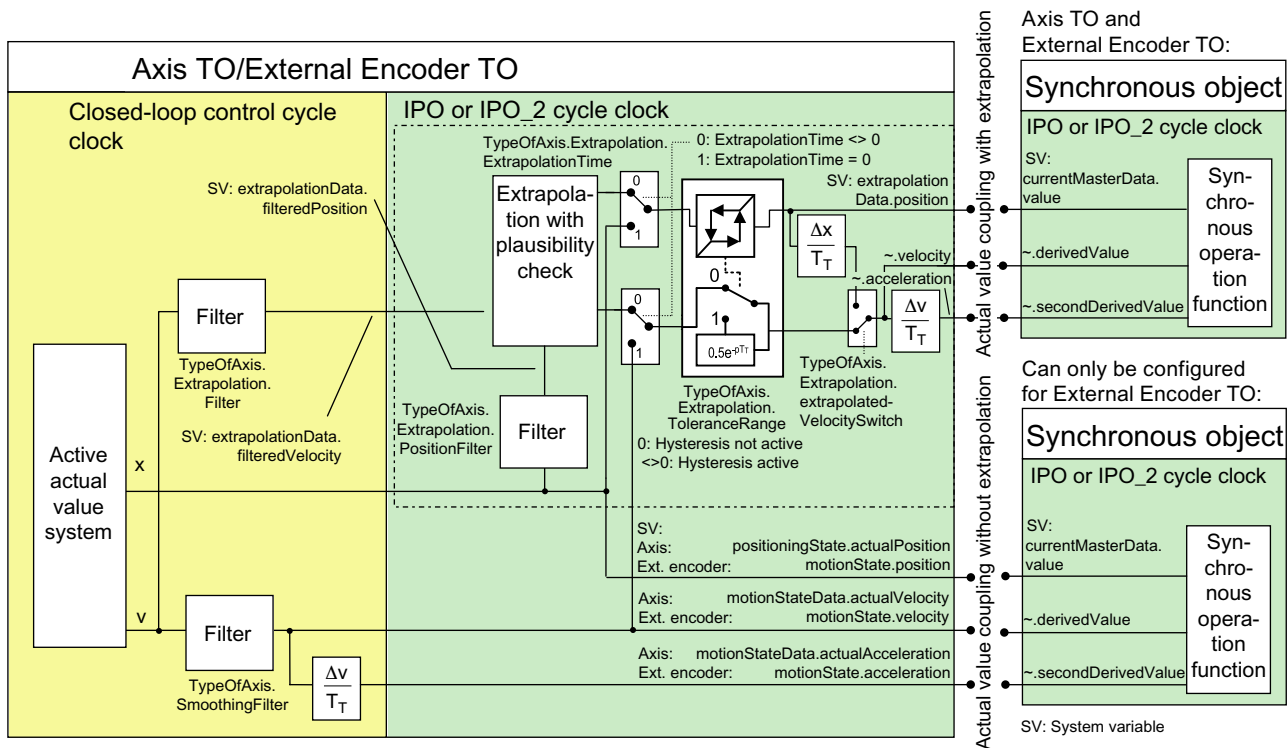 Axis TO/External Encoder TO
Closed-loop control cycle
clock
IPO or IPO_2 cycle clock
TypeOfAxis.Extrapolation.
ExtrapolationTime
0: ExtrapolationTime <> 0
1: ExtrapolationTime = 0
SV: extrapolationData.
filteredPosition
Extrapola-
tion with
plausibility
check
0
1
0
1
0
1
0.5e-pTT
SV: extrapolation
Data.position
Δx
TT
~.velocity
~.acceleration
Δv
TT
Filter
TypeOfAxis.
Extrapolation.
Filter
SV: extrapolationData.
filteredVelocity
TypeOfAxis.
Extrapolation.
PositionFilter
Filter
TypeOfAxis.
Extrapolation.
ToleranceRange
0: Hysteresis not active
<>0: Hysteresis active
TypeOfAxis.
Extrapolation.
extrapolated-
VelocitySwitch
Active
actual
value
system
x
v
Filter
TypeOfAxis.
SmoothingFilter
Δv
TT
SV:
Axis: positioningState.actualPosition
Ext. encoder: motionState.position
Axis: motionStateData.actualVelocity
Ext. encoder: motionState.velocity
Axis: motionStateData.actualAcceleration
Ext. encoder: motionState.acceleration
Actual value coupling with extrapolation
Actual value coupling without extrapolation
Axis TO and
External Encoder TO:
Synchronous object
IPO or IPO_2 cycle clock
SV:
currentMasterData.
value
~.derivedValue
~.secondDerivedValue
Syn-
chro-
nous
opera-
tion
function
Can only be configured
for External Encoder TO:
Synchronous object
IPO or IPO_2 cycle clock
SV:
currentMasterData.
value
~.derivedValue
~.secondDerivedValue
Syn-
chro-
nous
opera-
tion
function
SV: System variable